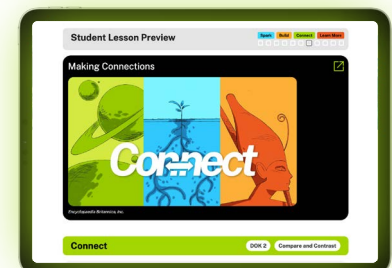 Student Lesson Preview
Spark Build Connect Learn More
Making Connections
Connect
Encyclopædia Britannica, Inc.
Connect
DOK 2 Compare and Contrast